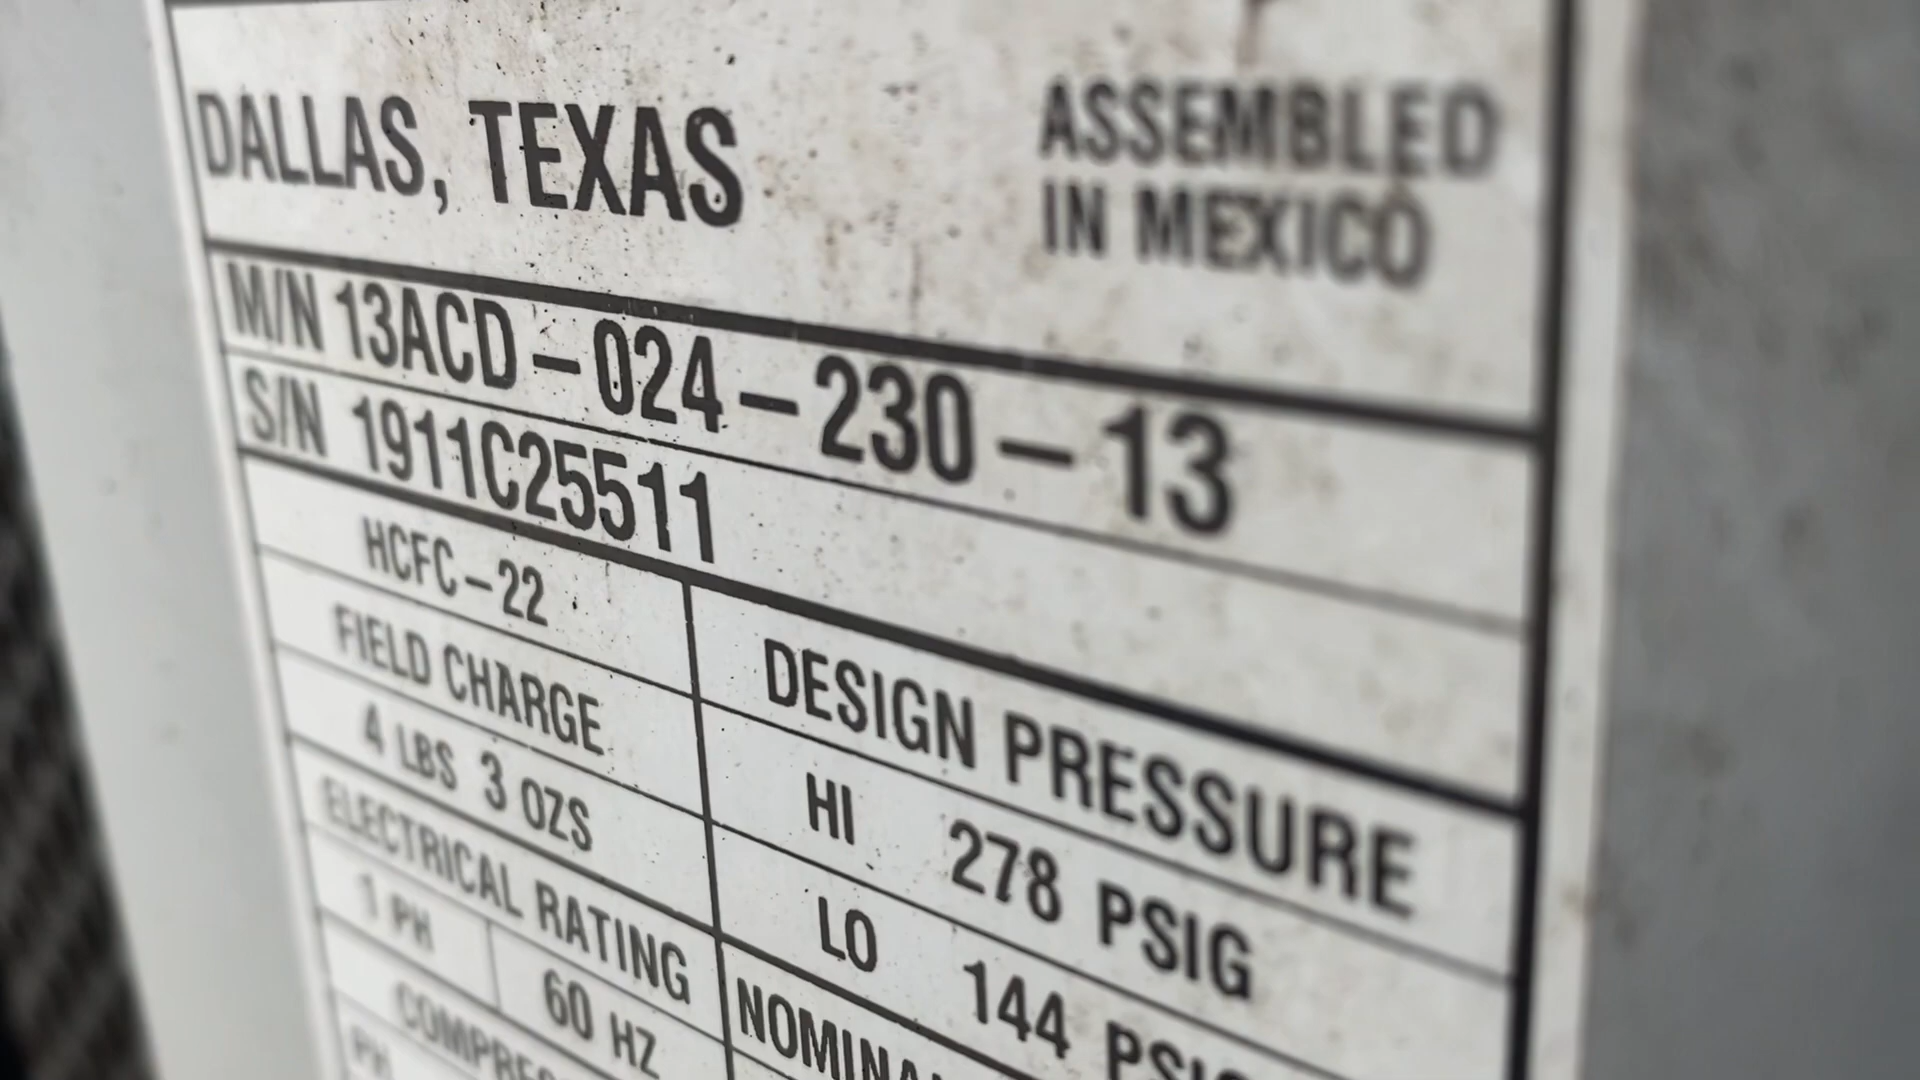 DALLAS, TEXAS
ASSEMBLED
IN MEXICO
M/N 13ACD-024-230-13
S/N 1911C25511
HCFC-22
DESIGN PRESSURE
FIELD CHARGE
HI 278 PSIG
4 LBS 3 OZS
LO 144
ELECTRICAL RATING
1 PH 60 HZ
PH